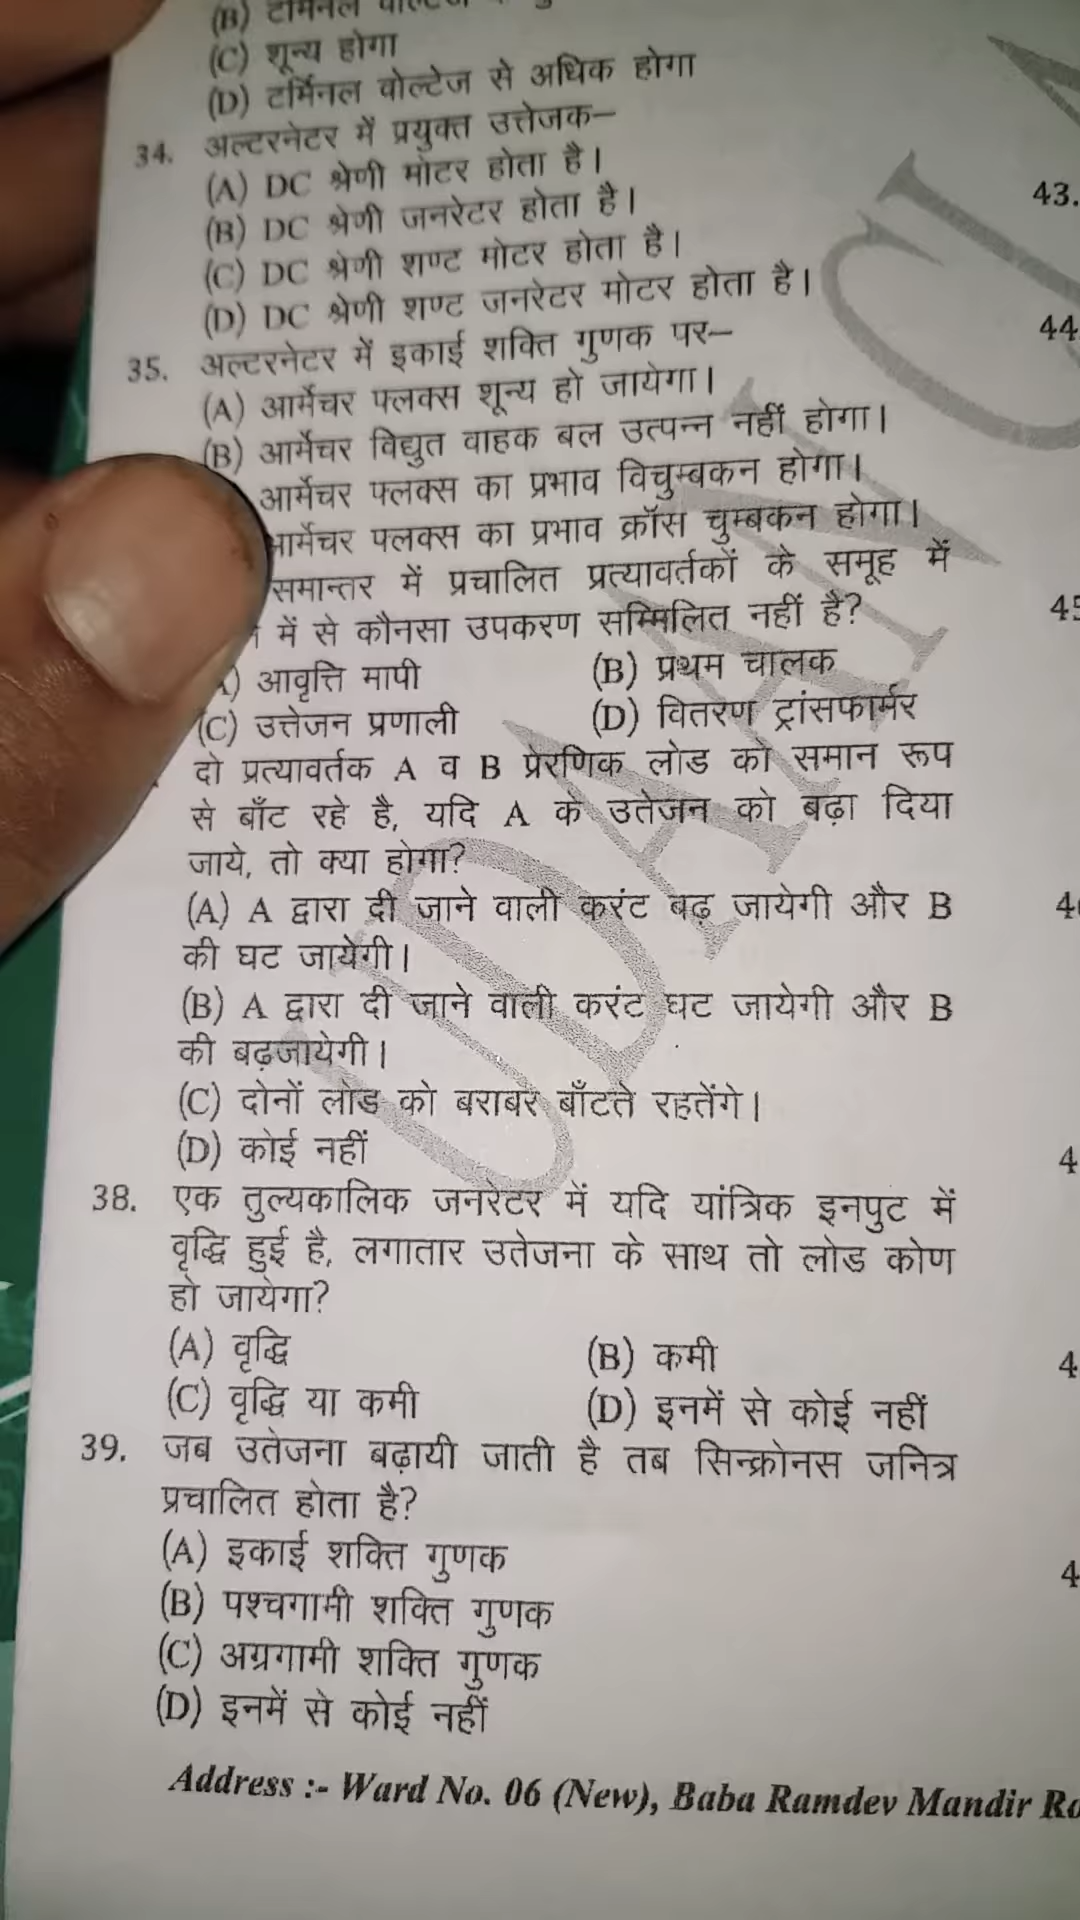 (B) टर्मिनल
(C) शून्य होगा
(D) टर्मिनल वोल्टेज से अधिक होगा
34. अल्टरनेटर में प्रयुक्त उत्तेजक–
(A) DC श्रेणी मोटर होता है।
(B) DC श्रेणी जनरेटर होता है।
(C) DC श्रेणी शण्ट मोटर होता है।
(D) DC श्रेणी शण्ट जनरेटर मोटर होता है।
35. अल्टरनेटर में इकाई शक्ति गुणक पर–
(A) आर्मेचर फ्लक्स शून्य हो जायेगा।
(B) आर्मेचर विद्युत वाहक बल उत्पन्न नहीं होगा।
आर्मेचर फ्लक्स का प्रभाव विचुम्बकन होगा।
आर्मेचर फ्लक्स का प्रभाव क्रॉस चुम्बकन होगा।
समान्तर में प्रचालित प्रत्यावर्तकों के समूह में
में से कौनसा उपकरण सम्मिलित नहीं है?
आवृत्ति मापी (B) प्रथम चालक
(C) उत्तेजन प्रणाली (D) वितरण ट्रांसफार्मर
दो प्रत्यावर्तक A व B प्रेरणिक लोड को समान रूप
से बाँट रहे है, यदि A के उतेजन को बढ़ा दिया
जाये, तो क्या होगा?
(A) A द्वारा दी जाने वाली करंट बढ़ जायेगी और B
की घट जायेगी।
(B) A द्वारा दी जाने वाली करंट घट जायेगी और B
की बढ़जायेगी।
(C) दोनों लोड को बराबर बाँटते रहतेंगे।
(D) कोई नहीं
38. एक तुल्यकालिक जनरेटर में यदि यांत्रिक इनपुट में
वृद्धि हुई है, लगातार उतेजना के साथ तो लोड कोण
हो जायेगा?
(A) वृद्धि (B) कमी
(C) वृद्धि या कमी (D) इनमें से कोई नहीं
39. जब उतेजना बढ़ायी जाती है तब सिन्क्रोनस जनित्र
प्रचालित होता है?
(A) इकाई शक्ति गुणक
(B) पश्चगामी शक्ति गुणक
(C) अग्रगामी शक्ति गुणक
(D) इनमें से कोई नहीं
Address :- Ward No. 06 (New), Baba Ramdev Mandir
43.
44
UDAAN